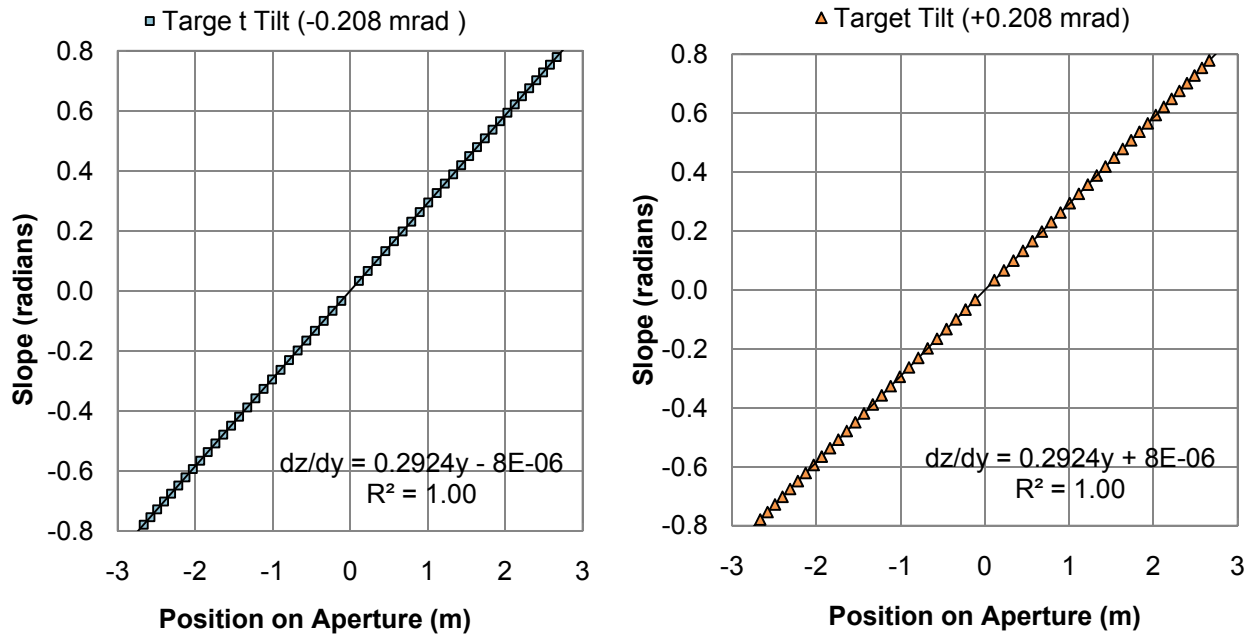 Targe t Tilt (-0.208 mrad )
0.8
0.6
0.4
0.2
0.0
-0.2
-0.4
-0.6
-0.8
Slope (radians)
dz/dy = 0.2924y - 8E-06
R² = 1.00
-3 -2 -1 0 1 2 3
Position on Aperture (m)
Target Tilt (+0.208 mrad)
0.8
0.6
0.4
0.2
0.0
-0.2
-0.4
-0.6
-0.8
Slope (radians)
dz/dy = 0.2924y + 8E-06
R² = 1.00
-3 -2 -1 0 1 2 3
Position on Aperture (m)